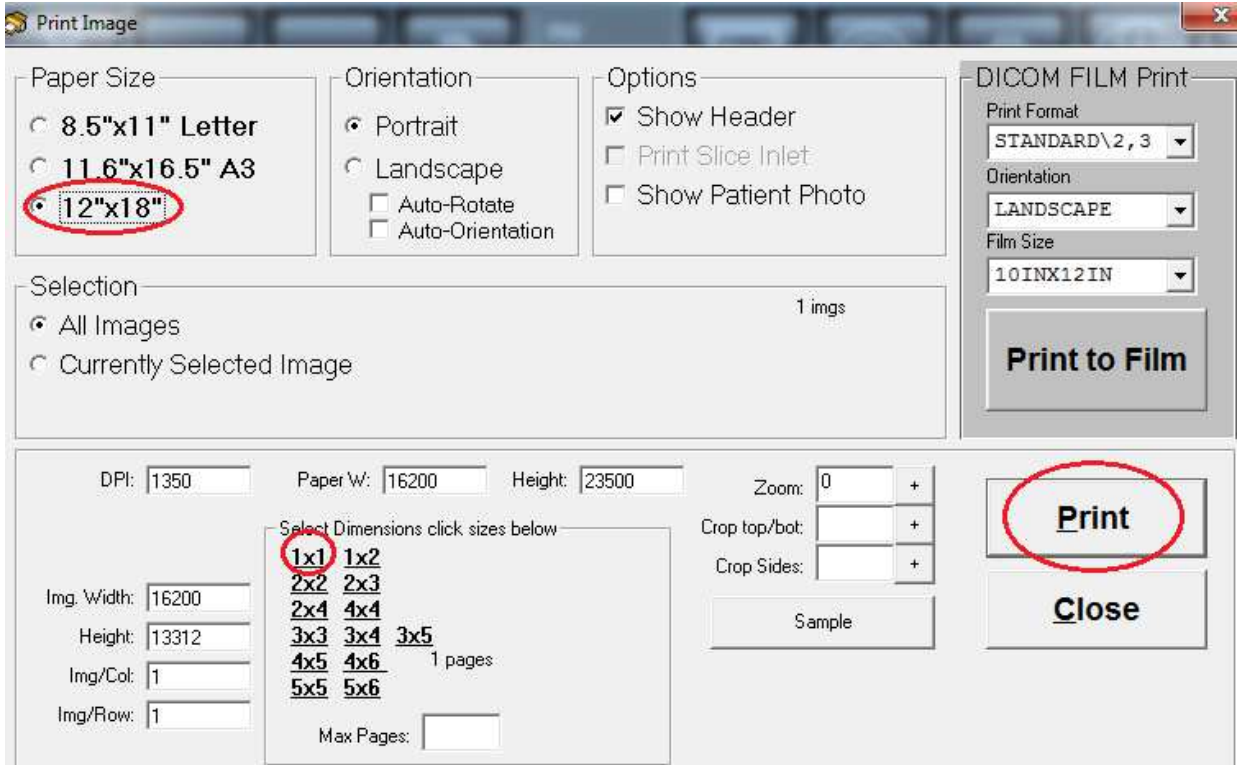 Print Image
Paper Size
8.5"x11" Letter
11.6"x16.5" A3
12"x18"
Orientation
Portrait
Landscape
Auto-Rotate
Auto-Orientation
Options
Show Header
Print Slice Inlet
Show Patient Photo
DICOM FILM Print
Print Format
STANDARD\2,3
Orientation
LANDSCAPE
Film Size
10INX12IN
Print to Film
Selection
1 imgs
All Images
Currently Selected Image
DPI: 1350 Paper W: 16200 Height: 23500
Select Dimensions click sizes below
1x1 1x2
2x2 2x3
2x4 4x4
3x3 3x4 3x5
4x5 4x6 1 pages
5x5 5x6
Max Pages:
Img. Width: 16200
Height: 13312
Img/Col: 1
Img/Row: 1
Zoom: 0 +
Crop top/bot: +
Crop Sides: +
Sample
Print
Close